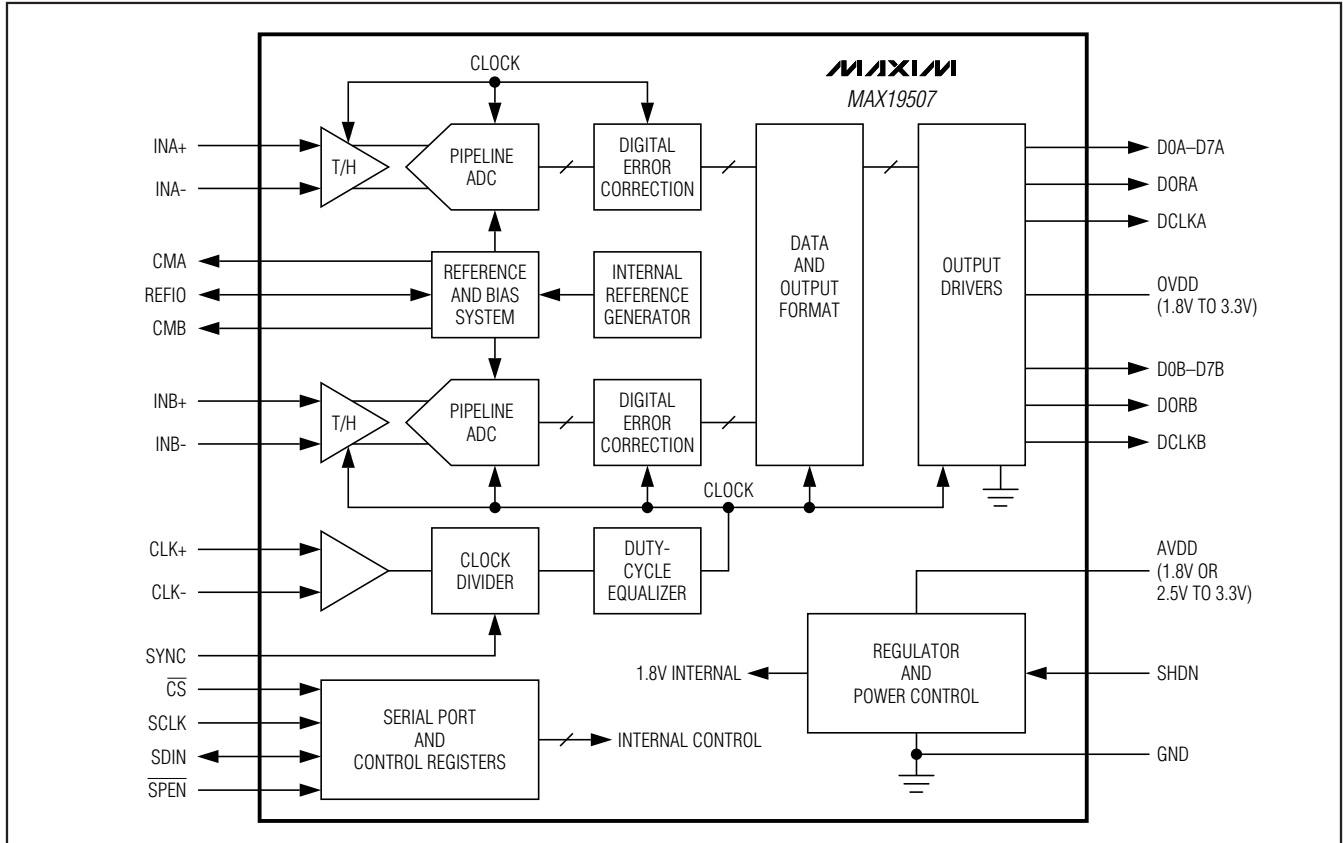 CLOCK
MAXIM
MAX19507
INA+
INA-
T/H
PIPELINE
ADC
DIGITAL
ERROR
CORRECTION
DATA
AND
OUTPUT
FORMAT
OUTPUT
DRIVERS
D0A–D7A
DORA
DCLKA
CMA
REFIO
CMB
REFERENCE
AND BIAS
SYSTEM
INTERNAL
REFERENCE
GENERATOR
OVDD
(1.8V TO 3.3V)
INB+
INB-
T/H
PIPELINE
ADC
DIGITAL
ERROR
CORRECTION
D0B–D7B
DORB
DCLKB
CLOCK
CLK+
CLK-
CLOCK
DIVIDER
DUTY-
CYCLE
EQUALIZER
AVDD
(1.8V OR
2.5V TO 3.3V)
SYNC
1.8V INTERNAL
REGULATOR
AND
POWER CONTROL
SHDN
GND
CS
SCLK
SDIN
SPEN
SERIAL PORT
AND
CONTROL REGISTERS
INTERNAL CONTROL